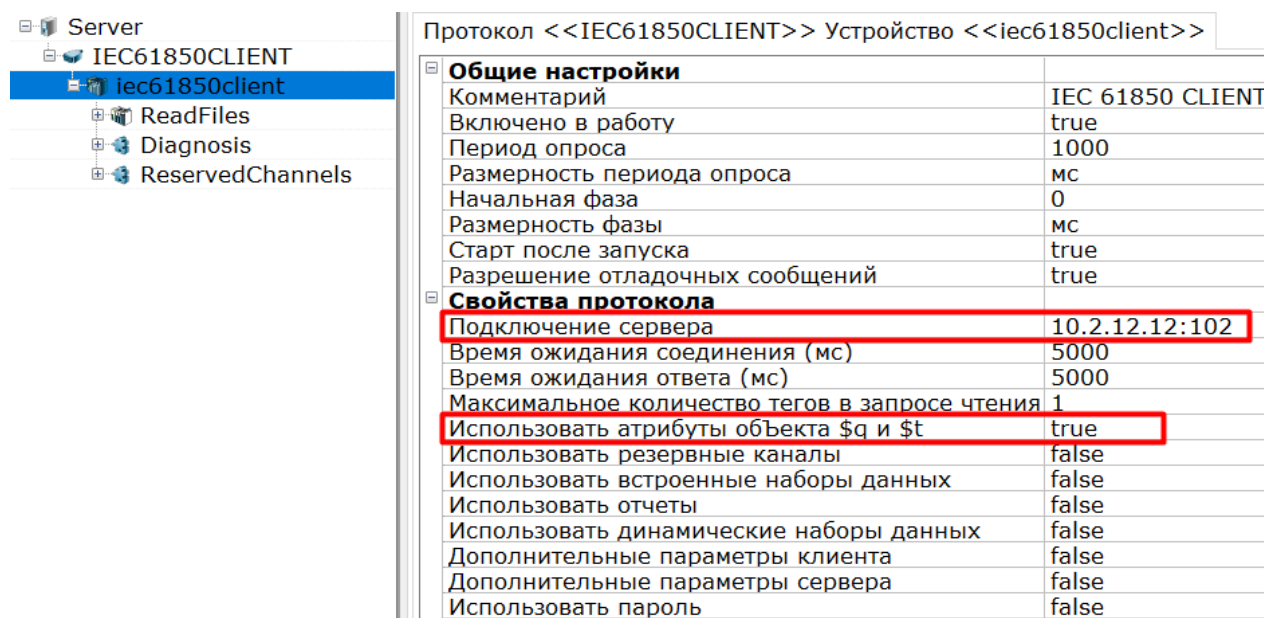 Server
IEC61850CLIENT
iec61850client
ReadFiles
Diagnosis
ReservedChannels
Протокол <<IEC61850CLIENT>> Устройство <<iec61850client>>
Общие настройки
Комментарий IEC 61850 CLIENT
Включено в работу true
Период опроса 1000
Размерность периода опроса мс
Начальная фаза 0
Размерность фазы мс
Старт после запуска true
Разрешение отладочных сообщений true
Свойства протокола
Подключение сервера 10.2.12.12:102
Время ожидания соединения (мс) 5000
Время ожидания ответа (мс) 5000
Максимальное количество тегов в запросе чтения 1
Использовать атрибуты объекта $q и $t true
Использовать резервные каналы false
Использовать встроенные наборы данных false
Использовать отчеты false
Использовать динамические наборы данных false
Дополнительные параметры клиента false
Дополнительные параметры сервера false
Использовать пароль false